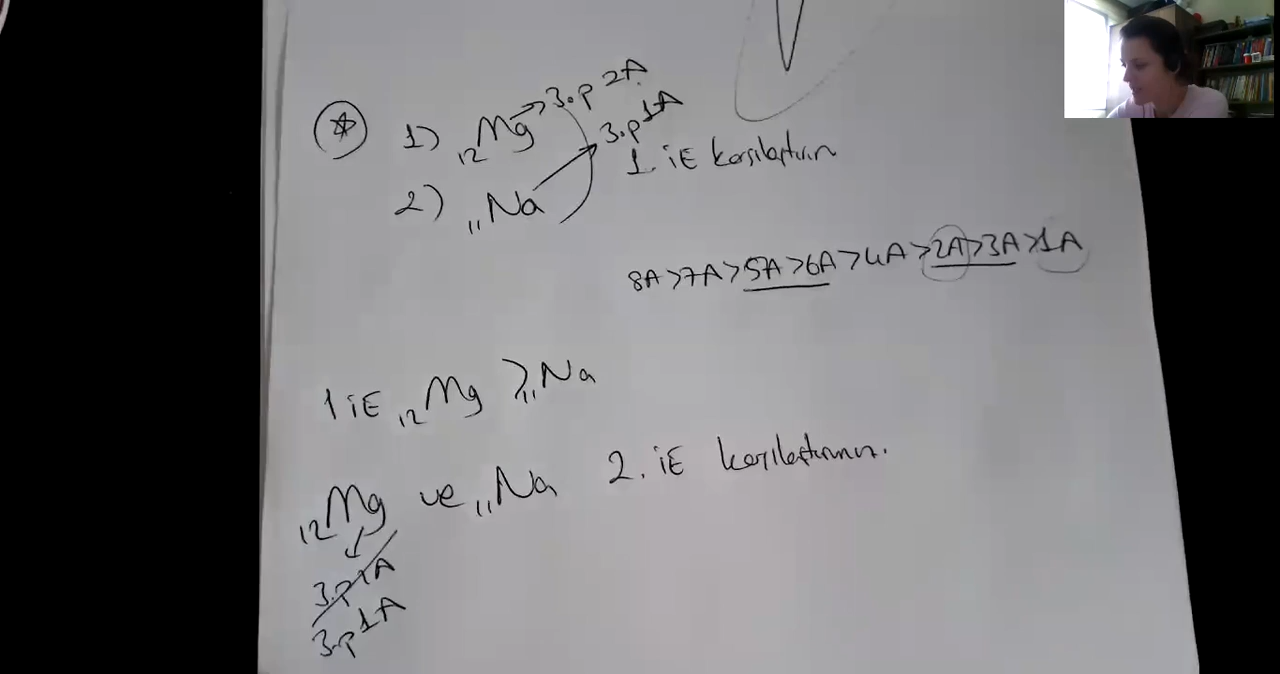 1) ₁₂Mg → 3.p 2A
2) ₁₁Na → 3.p 1A
1. iE karşılaştırın
8A > 7A > 5A > 6A > 4A > 2A > 3A > 1A
1 iE ₁₂Mg > ₁₁Na
₁₂Mg ve ₁₁Na 2. iE karşılaştırınız.
3.p 1A
3.p 1A